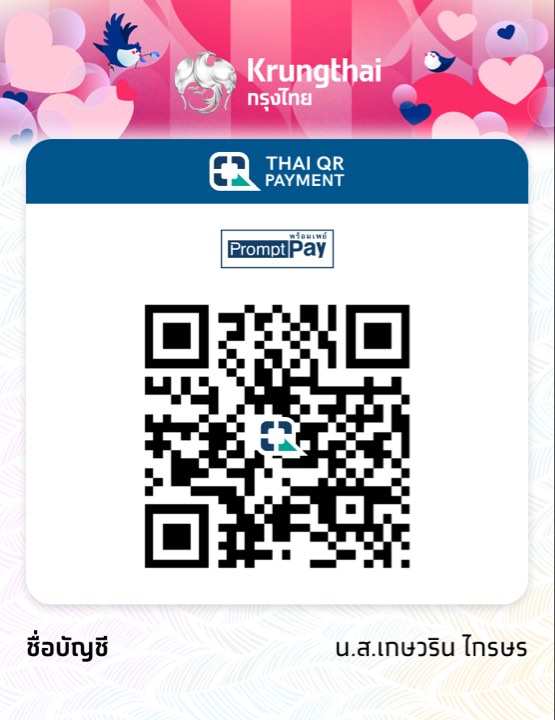 Krungthai
กรุงไทย
THAI QR
PAYMENT
พร้อมเพย์
PromptPay
ชื่อบัญชี น.ส.เกษวริน ไกรษร